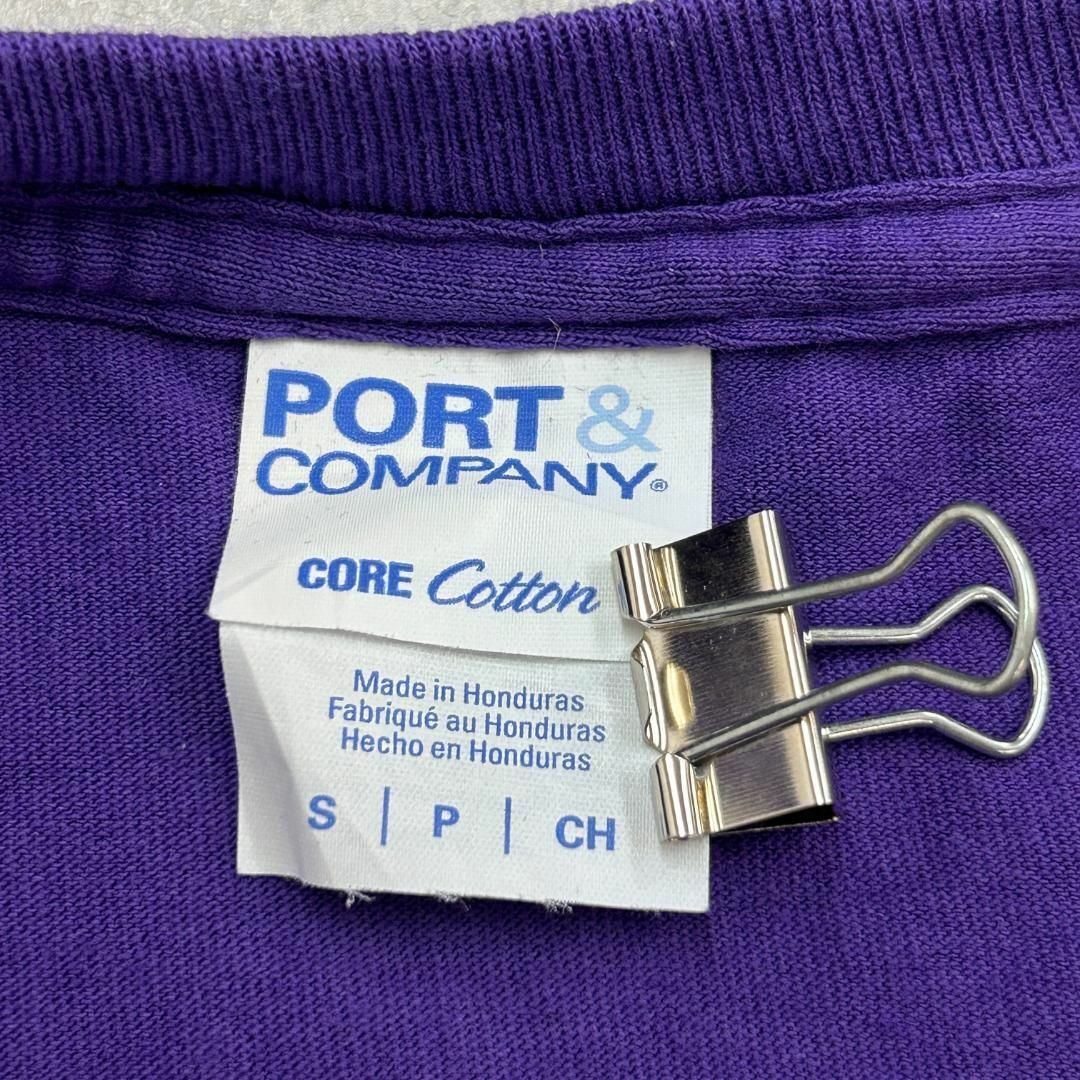 PORT &
COMPANY®
CORE Cotton
Made in Honduras
Fabriqué au Honduras
Hecho en Honduras
S | P | CH